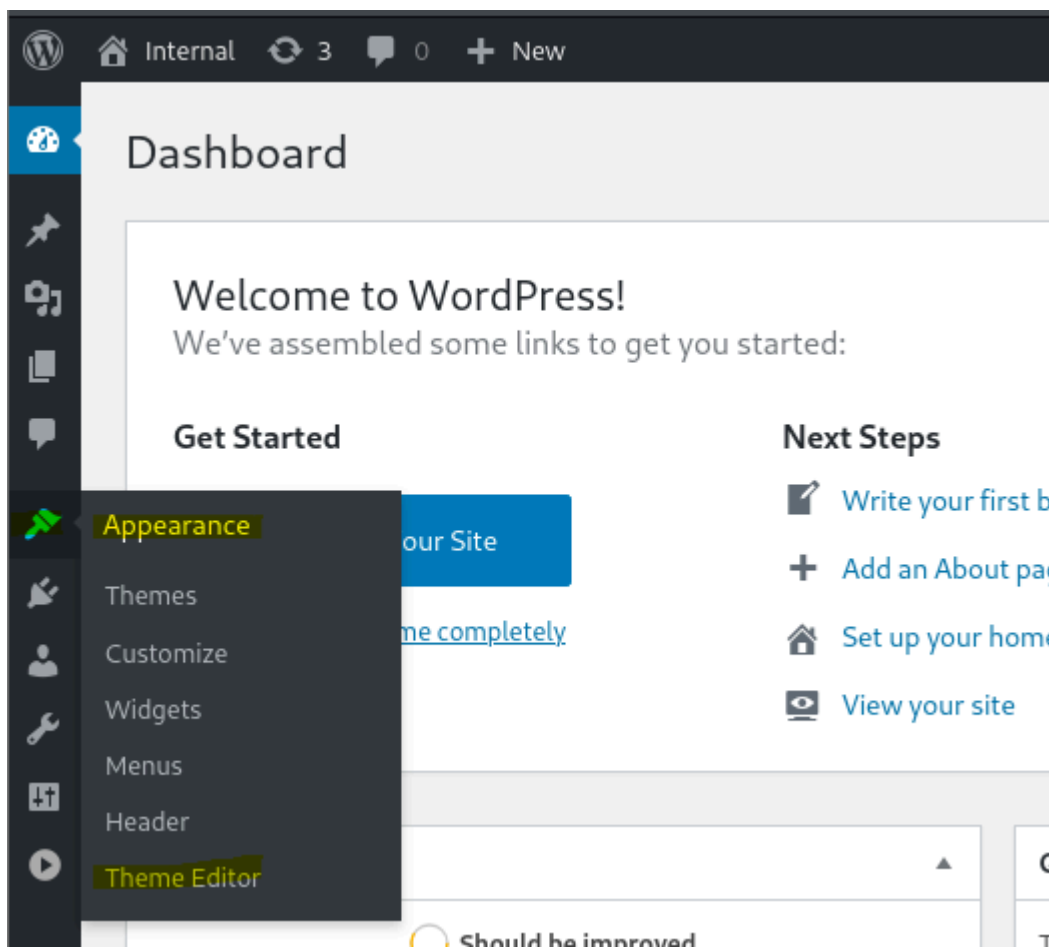 Internal 3 0 New
Dashboard
Welcome to WordPress!
We've assembled some links to get you started:
Get Started
Next Steps
Write your first b
Appearance
our Site
Add an About pag
Themes
me completely
Set up your home
Customize
Widgets
View your site
Menus
Header
Theme Editor
Should be improved